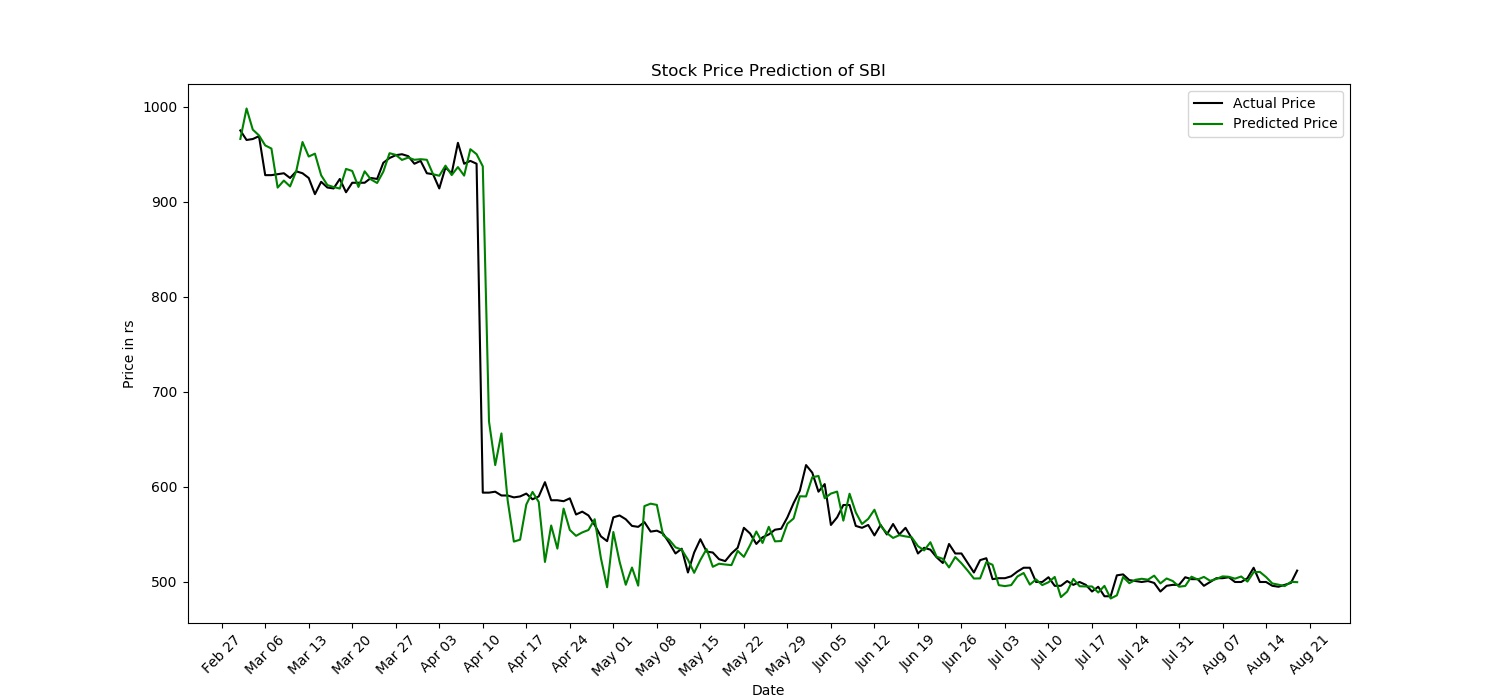 Stock Price Prediction of SBI
Actual Price
Predicted Price
1000
900
800
700
600
500
Price in rs
Feb 27
Mar 06
Mar 13
Mar 20
Mar 27
Apr 03
Apr 10
Apr 17
Apr 24
May 01
May 08
May 15
May 22
May 29
Jun 05
Jun 12
Jun 19
Jun 26
Jul 03
Jul 10
Jul 17
Jul 24
Jul 31
Aug 07
Aug 14
Aug 21
Date